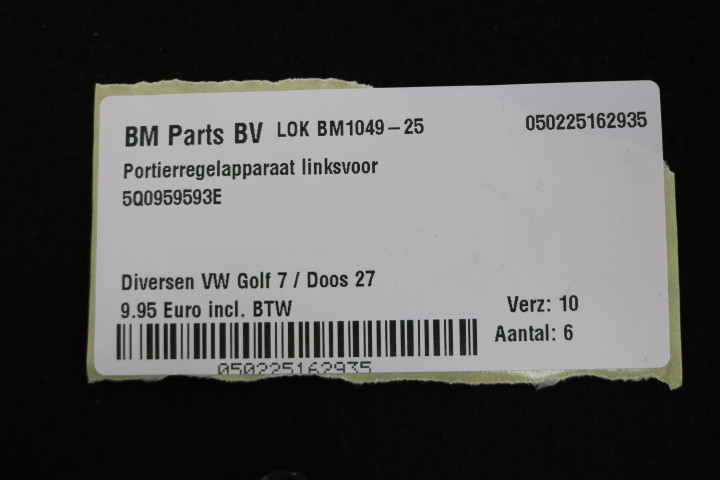 BM Parts BV LOK BM1049-25 050225162935
Portierregelapparaat linksvoor
5Q0959593E
Diversen VW Golf 7 / Doos 27
9.95 Euro incl. BTW Verz: 10
Aantal: 6
050225162935